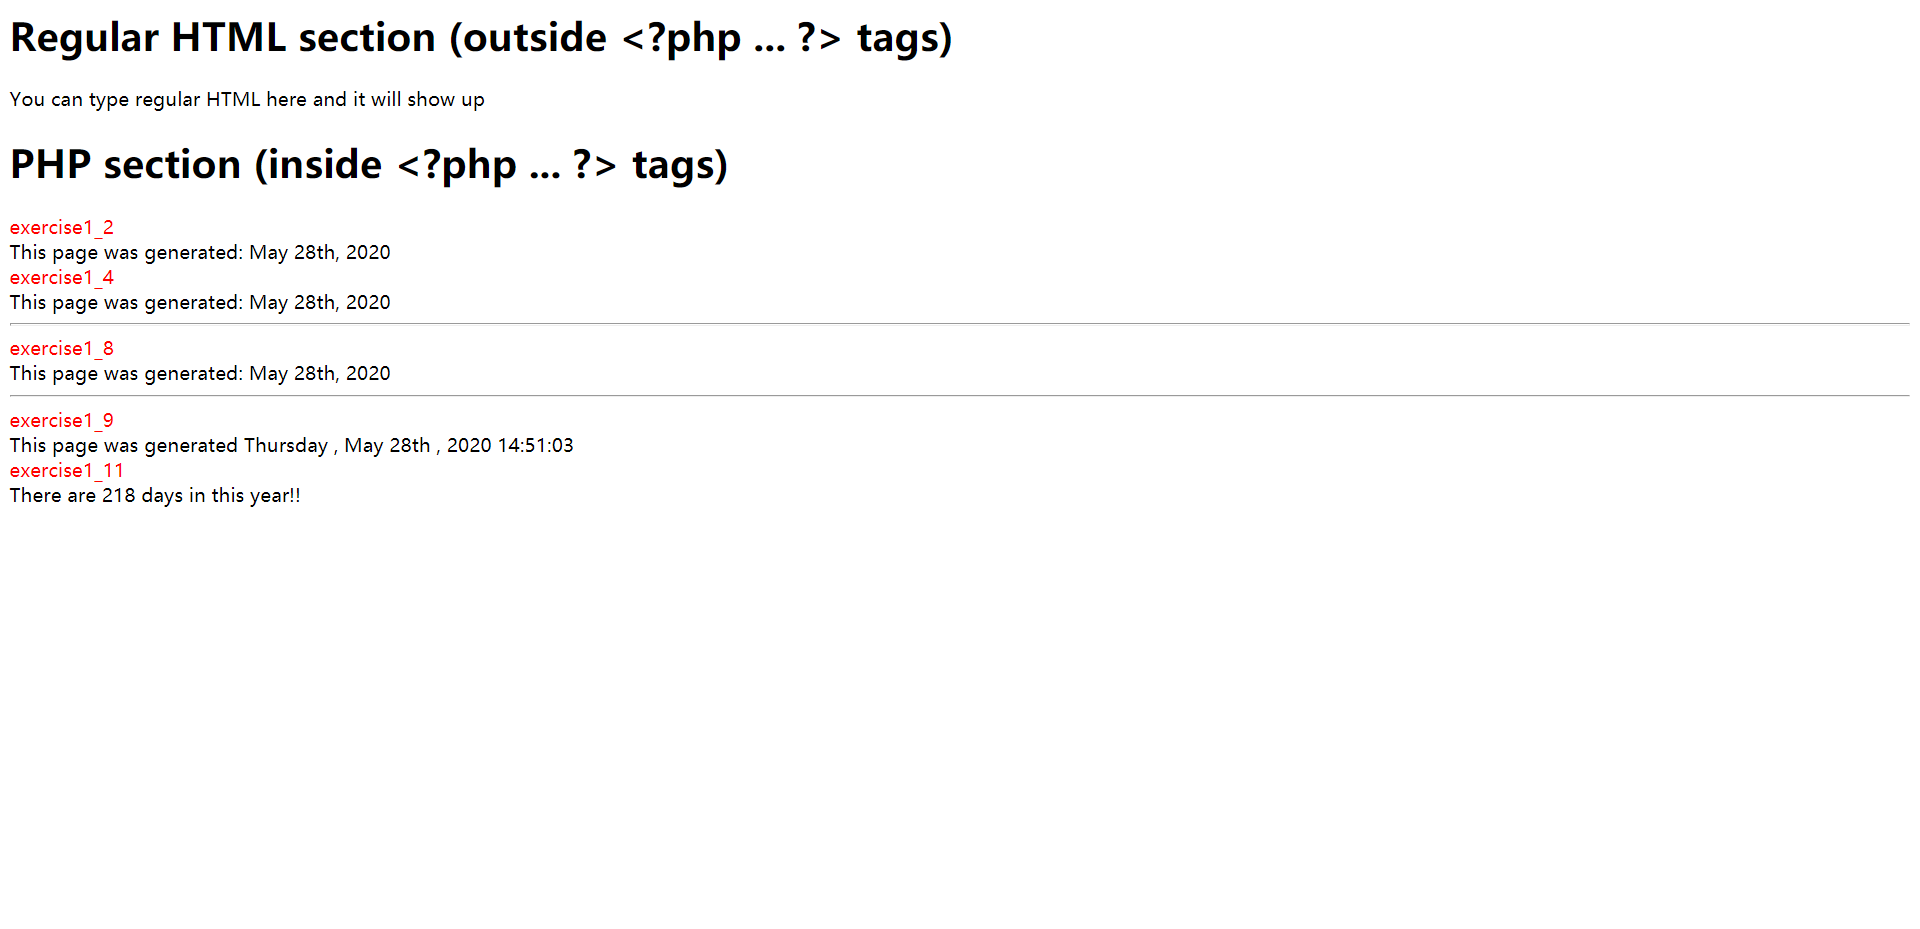 Regular HTML section (outside <?php ... ?> tags)
You can type regular HTML here and it will show up
PHP section (inside <?php ... ?> tags)
exercise1_2
This page was generated: May 28th, 2020
exercise1_4
This page was generated: May 28th, 2020
exercise1_8
This page was generated: May 28th, 2020
exercise1_9
This page was generated Thursday , May 28th , 2020 14:51:03
exercise1_11
There are 218 days in this year!!